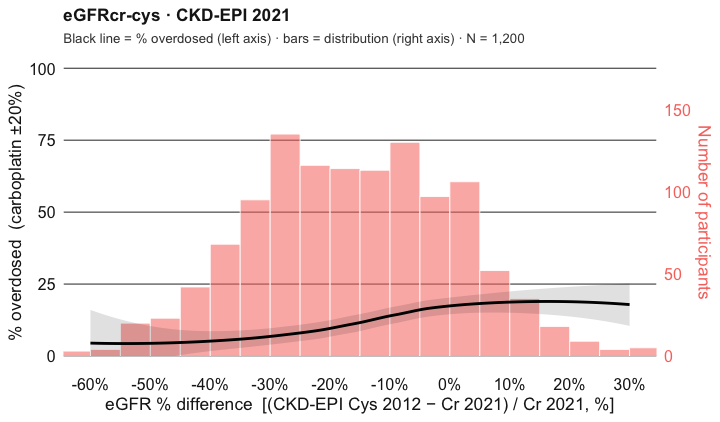 eGFRcr-cys · CKD-EPI 2021
Black line = % overdosed (left axis) · bars = distribution (right axis) · N = 1,200
100
75
50
25
0
% overdosed (carboplatin ±20%)
150
100
50
0
Number of participants
-60% -50% -40% -30% -20% -10% 0% 10% 20% 30%
eGFR % difference [(CKD-EPI Cys 2012 − Cr 2021) / Cr 2021, %]